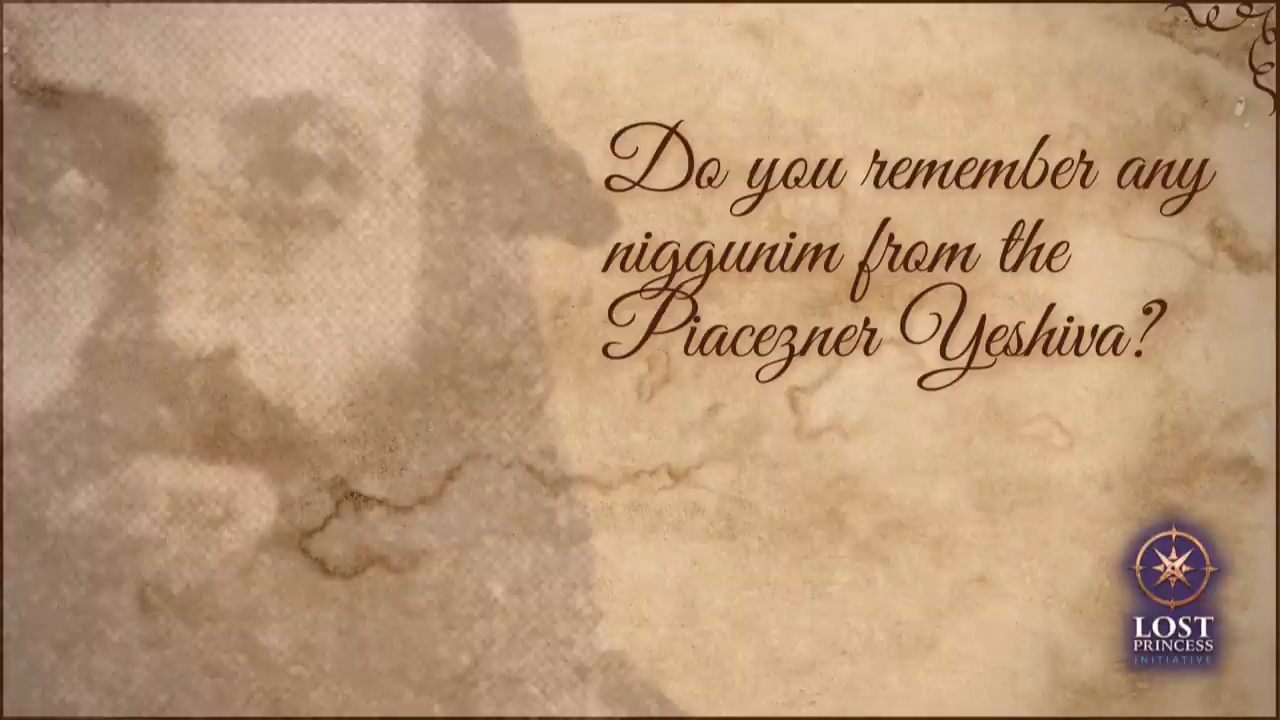 Do you remember any
niggunim from the
Piacezner Yeshiva?
LOST
PRINCESS
INITIATIVE